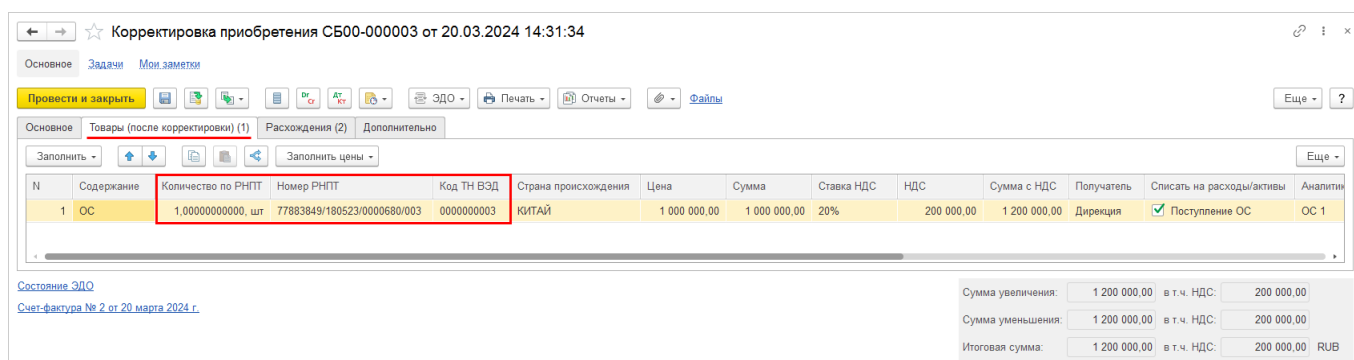 Корректировка приобретения СБ00-000003 от 20.03.2024 14:31:34
Основное Задачи Мои заметки
Провести и закрыть Dr Cr Дт Кт ЭДО Печать Отчеты Файлы Еще ?
Основное Товары (после корректировки) (1) Расхождения (2) Дополнительно
Заполнить Заполнить цены Еще
N Содержание Количество по РНПТ Номер РНПТ Код ТН ВЭД Страна происхождения Цена Сумма Ставка НДС НДС Сумма с НДС Получатель Списать на расходы/активы Аналитик
1 ОС 1,00000000000, шт 77883849/180523/0000680/003 0000000003 КИТАЙ 1 000 000,00 1 000 000,00 20% 200 000,00 1 200 000,00 Дирекция Поступление ОС ОС 1
Состояние ЭДО
Счет-фактура № 2 от 20 марта 2024 г.
Сумма увеличения: 1 200 000,00 в т.ч. НДС: 200 000,00
Сумма уменьшения: 1 200 000,00 в т.ч. НДС: 200 000,00
Итоговая сумма: 1 200 000,00 в т.ч. НДС: 200 000,00 RUB